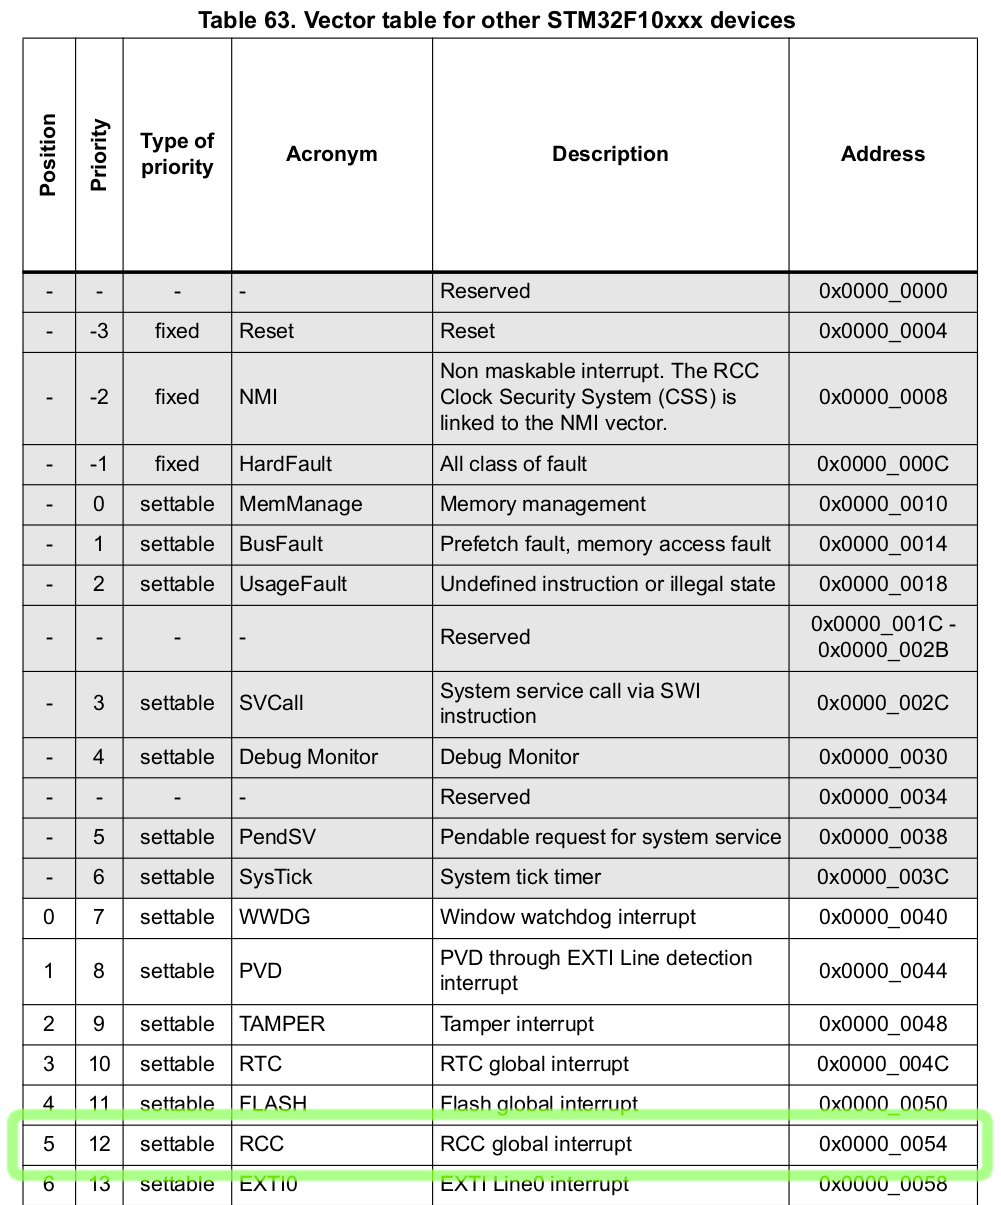 Table 63. Vector table for other STM32F10xxx devices
Position Priority Type of priority Acronym Description Address
- - - - Reserved 0x0000_0000
- -3 fixed Reset Reset 0x0000_0004
- -2 fixed NMI Non maskable interrupt. The RCC Clock Security System (CSS) is linked to the NMI vector. 0x0000_0008
- -1 fixed HardFault All class of fault 0x0000_000C
- 0 settable MemManage Memory management 0x0000_0010
- 1 settable BusFault Prefetch fault, memory access fault 0x0000_0014
- 2 settable UsageFault Undefined instruction or illegal state 0x0000_0018
- - - - Reserved 0x0000_001C - 0x0000_002B
- 3 settable SVCall System service call via SWI instruction 0x0000_002C
- 4 settable Debug Monitor Debug Monitor 0x0000_0030
- - - - Reserved 0x0000_0034
- 5 settable PendSV Pendable request for system service 0x0000_0038
- 6 settable SysTick System tick timer 0x0000_003C
0 7 settable WWDG Window watchdog interrupt 0x0000_0040
1 8 settable PVD PVD through EXTI Line detection interrupt 0x0000_0044
2 9 settable TAMPER Tamper interrupt 0x0000_0048
3 10 settable RTC RTC global interrupt 0x0000_004C
4 11 settable FLASH Flash global interrupt 0x0000_0050
5 12 settable RCC RCC global interrupt 0x0000_0054
6 13 settable EXTI0 EXTI Line0 interrupt 0x0000_0058